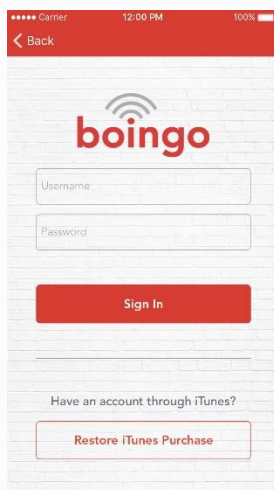 Carrier
12:00 PM
100%
Back
boingo
Username
Password
Sign In
Have an account through iTunes?
Restore iTunes Purchase